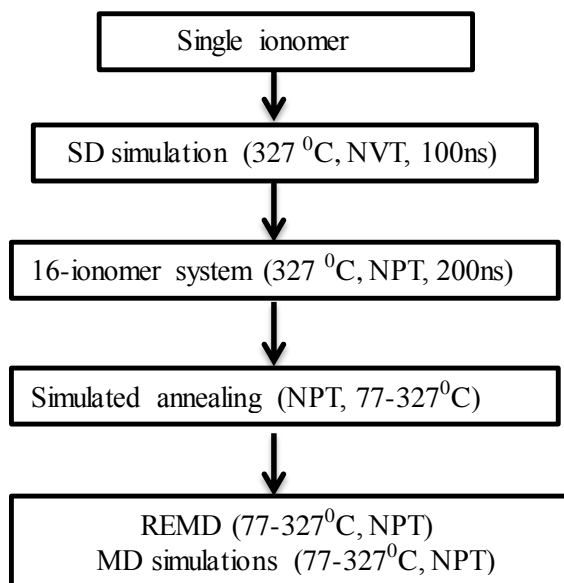 Single ionomer
SD simulation (327 ⁰C, NVT, 100ns)
16-ionomer system (327 ⁰C, NPT, 200ns)
Simulated annealing (NPT, 77-327⁰C)
REMD (77-327⁰C, NPT)
MD simulations (77-327⁰C, NPT)